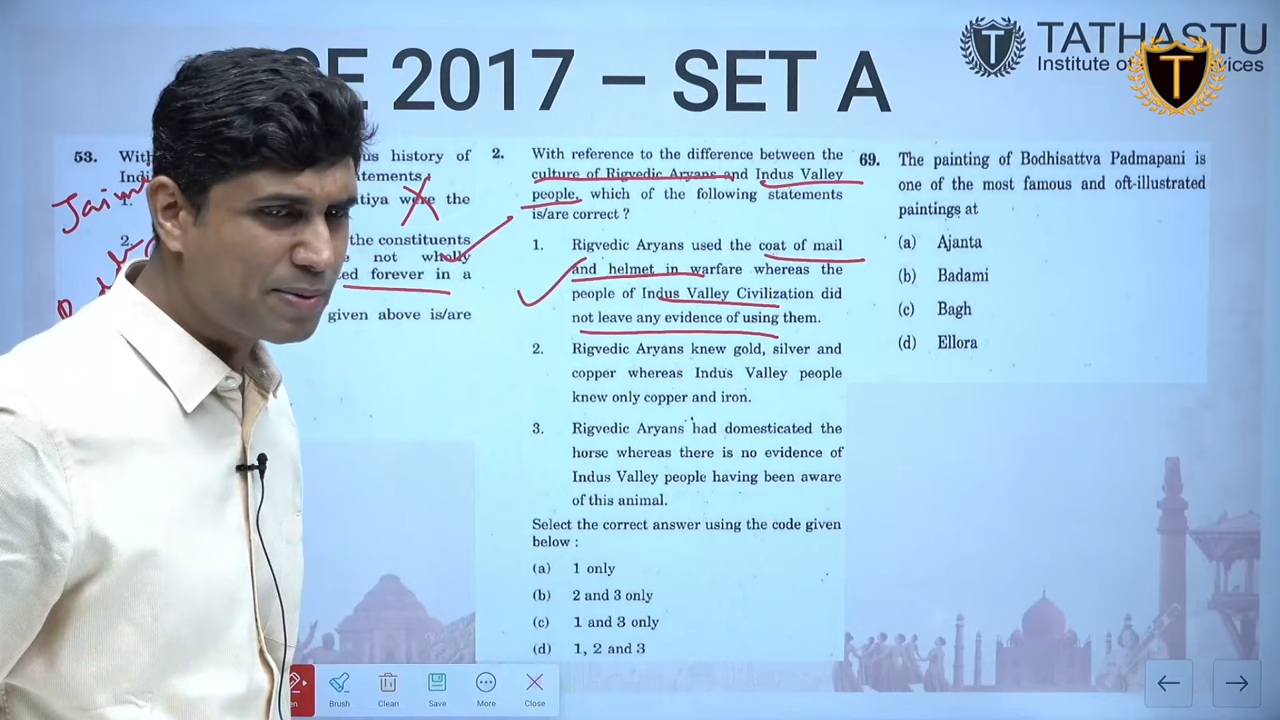 E 2017 – SET A
TATHASTU
Institute of
ices
53. With
us history of
Indi
tements
1.
tiya were the
2.
the constituents
not wholly
ed forever in a
given above is/are
Jain
2. With reference to the difference between the
culture of Rigvedic Aryans and Indus Valley
people, which of the following statements
is/are correct ?
1. Rigvedic Aryans used the coat of mail
and helmet in warfare whereas the
people of Indus Valley Civilization did
not leave any evidence of using them.
2. Rigvedic Aryans knew gold, silver and
copper whereas Indus Valley people
knew only copper and iron.
3. Rigvedic Aryans had domesticated the
horse whereas there is no evidence of
Indus Valley people having been aware
of this animal.
Select the correct answer using the code given
below :
(a) 1 only
(b) 2 and 3 only
(c) 1 and 3 only
(d) 1, 2 and 3
69. The painting of Bodhisattva Padmapani is
one of the most famous and oft-illustrated
paintings at
(a) Ajanta
(b) Badami
(c) Bagh
(d) Ellora
en Brush Clean Save More Close